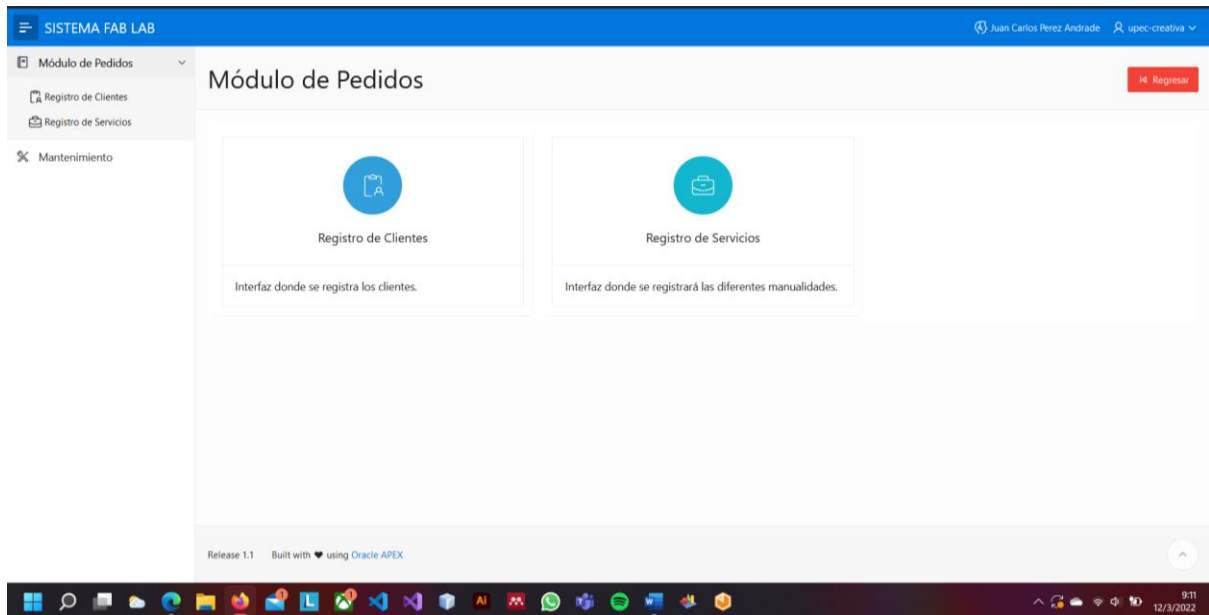 SISTEMA FAB LAB
Juan Carlos Perez Andrade
upec-creativa
Módulo de Pedidos
Registro de Clientes
Registro de Servicios
Mantenimiento
Módulo de Pedidos
Regresar
Registro de Clientes
Interfaz donde se registra los clientes.
Registro de Servicios
Interfaz donde se registrará las diferentes manualidades.
Release 1.1 Built with ❤ using Oracle APEX
L
Ai
W
9:11
12/3/2022